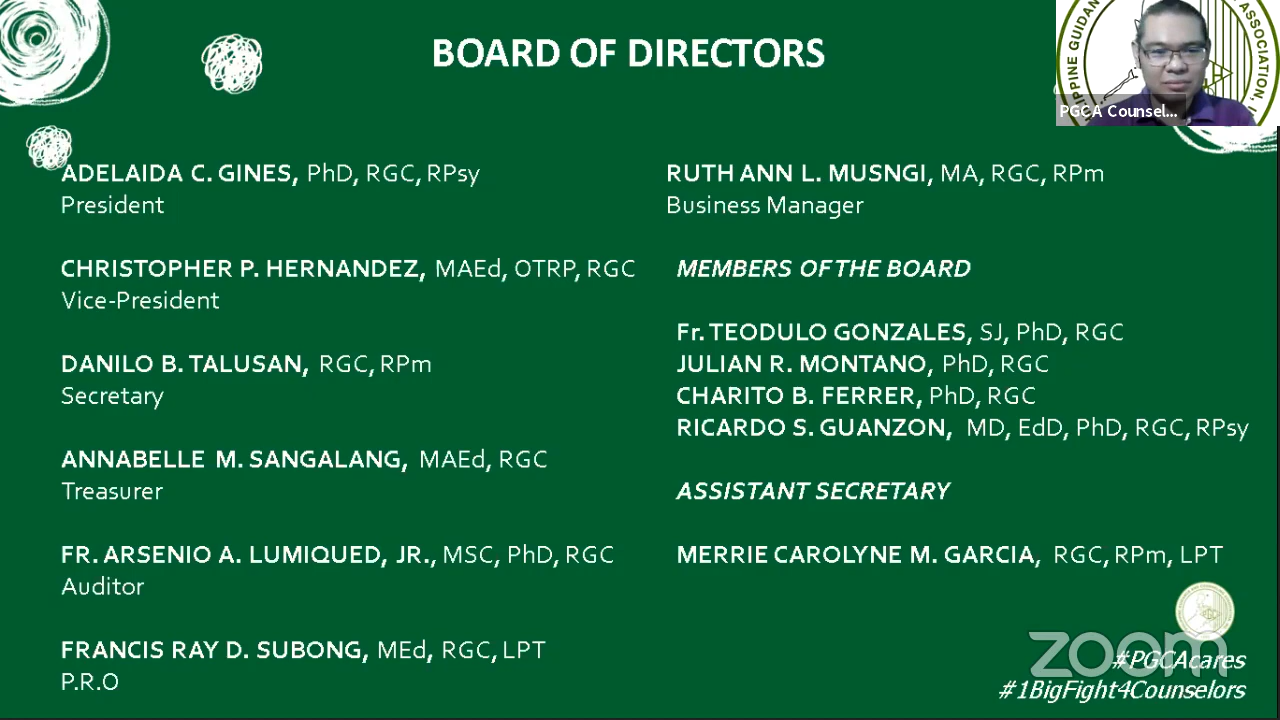 BOARD OF DIRECTORS
PGCA Counsel...
ADELAIDA C. GINES, PhD, RGC, RPsy
President
CHRISTOPHER P. HERNANDEZ, MAEd, OTRP, RGC
Vice-President
DANILO B. TALUSAN, RGC, RPm
Secretary
ANNABELLE M. SANGALANG, MAEd, RGC
Treasurer
FR. ARSENIO A. LUMIQUED, JR., MSC, PhD, RGC
Auditor
FRANCIS RAY D. SUBONG, MEd, RGC, LPT
P.R.O
RUTH ANN L. MUSNGI, MA, RGC, RPm
Business Manager
MEMBERS OF THE BOARD
Fr. TEODULO GONZALES, SJ, PhD, RGC
JULIAN R. MONTANO, PhD, RGC
CHARITO B. FERRER, PhD, RGC
RICARDO S. GUANZON, MD, EdD, PhD, RGC, RPsy
ASSISTANT SECRETARY
MERRIE CAROLYNE M. GARCIA, RGC, RPm, LPT
zoom
#PGCAcares
#1BigFight4Counselors